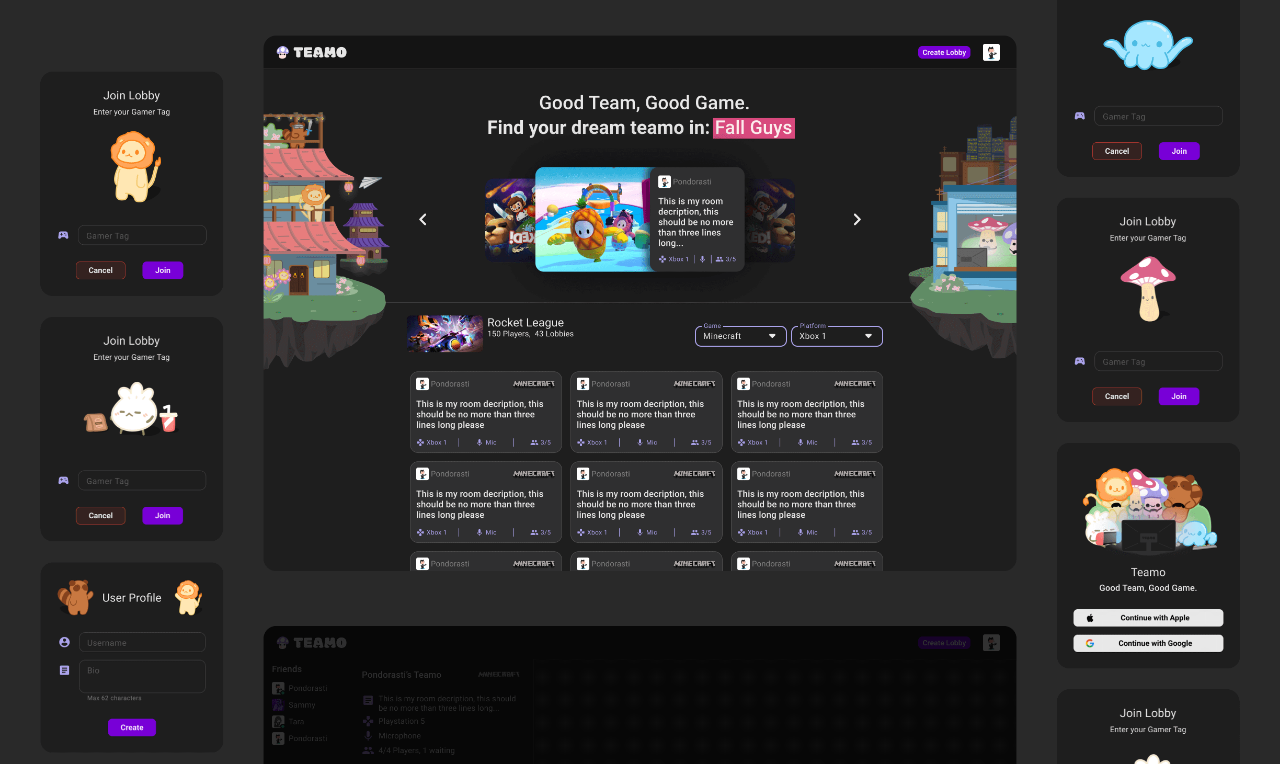 Join Lobby
Enter your Gamer Tag
Gamer Tag
Cancel
Join
Join Lobby
Enter your Gamer Tag
Gamer Tag
Cancel
Join
User Profile
Username
Bio
Max 62 characters
Create
TEAMO
Create Lobby
Good Team, Good Game.
Find your dream teamo in: Fall Guys
Pondorasti
This is my room
decription, this
should be no more
than three lines
long...
Xbox 1
3/5
Rocket League
150 Players, 43 Lobbies
Game
Minecraft
Platform
Xbox 1
Pondorasti
MINECRAFT
This is my room decription, this
should be no more than three
lines long please
Xbox 1
Mic
3/5
Pondorasti
MINECRAFT
This is my room decription, this
should be no more than three
lines long please
Xbox 1
Mic
3/5
Pondorasti
MINECRAFT
This is my room decription, this
should be no more than three
lines long please
Xbox 1
Mic
3/5
Pondorasti
MINECRAFT
This is my room decription, this
should be no more than three
lines long please
Xbox 1
Mic
3/5
Pondorasti
MINECRAFT
This is my room decription, this
should be no more than three
lines long please
Xbox 1
Mic
3/5
Pondorasti
MINECRAFT
This is my room decription, this
should be no more than three
lines long please
Xbox 1
Mic
3/5
Pondorasti
MINECRAFT
Pondorasti
MINECRAFT
Pondorasti
MINECRAFT
TEAMO
Create Lobby
Friends
Pondorasti
Sammy
Taro
Pondorasti
Pondorasti's Teamo
MINECRAFT
This is my room decription, this should
be no more than three lines long...
Playstation 5
Microphone
4/4 Players, 1 waiting
Gamer Tag
Cancel
Join
Join Lobby
Enter your Gamer Tag
Gamer Tag
Cancel
Join
Teamo
Good Team, Good Game.
Continue with Apple
Continue with Google
Join Lobby
Enter your Gamer Tag